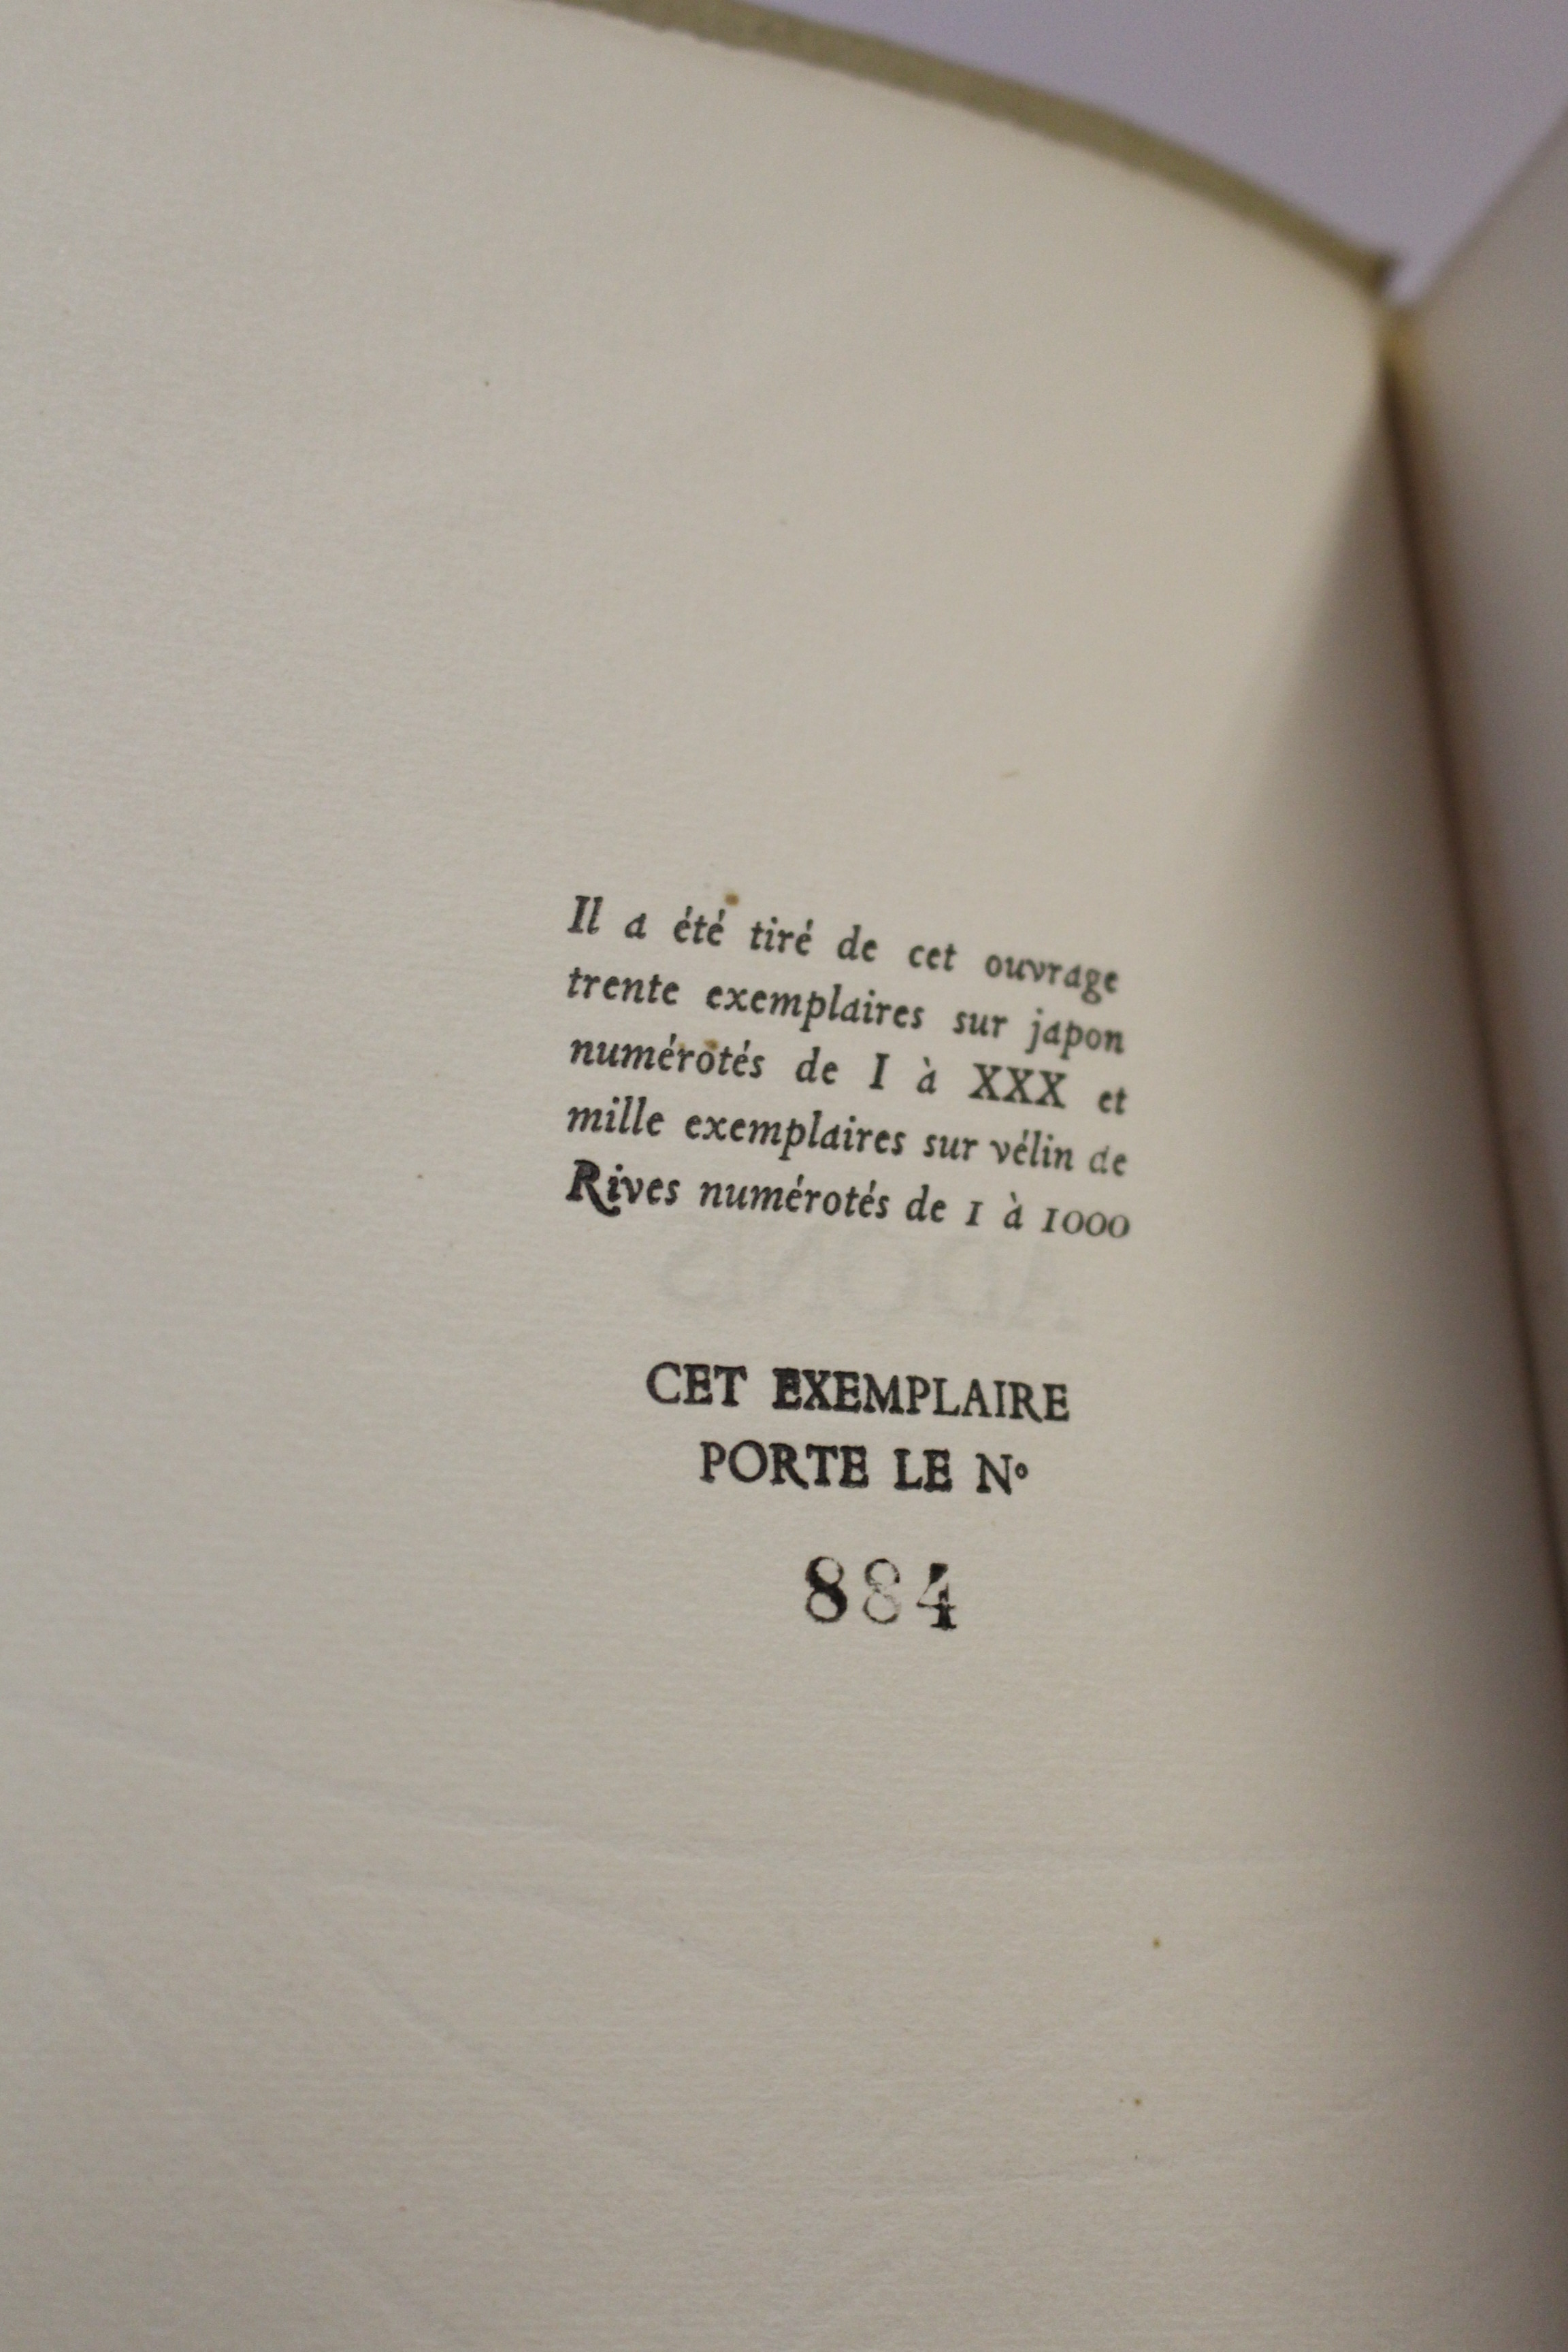 Il a été tiré de cet ouvrage
trente exemplaires sur japon
numérotés de I à XXX et
mille exemplaires sur vélin de
Rives numérotés de 1 à 1000
ADONIS
CET EXEMPLAIRE
PORTE LE N°
884